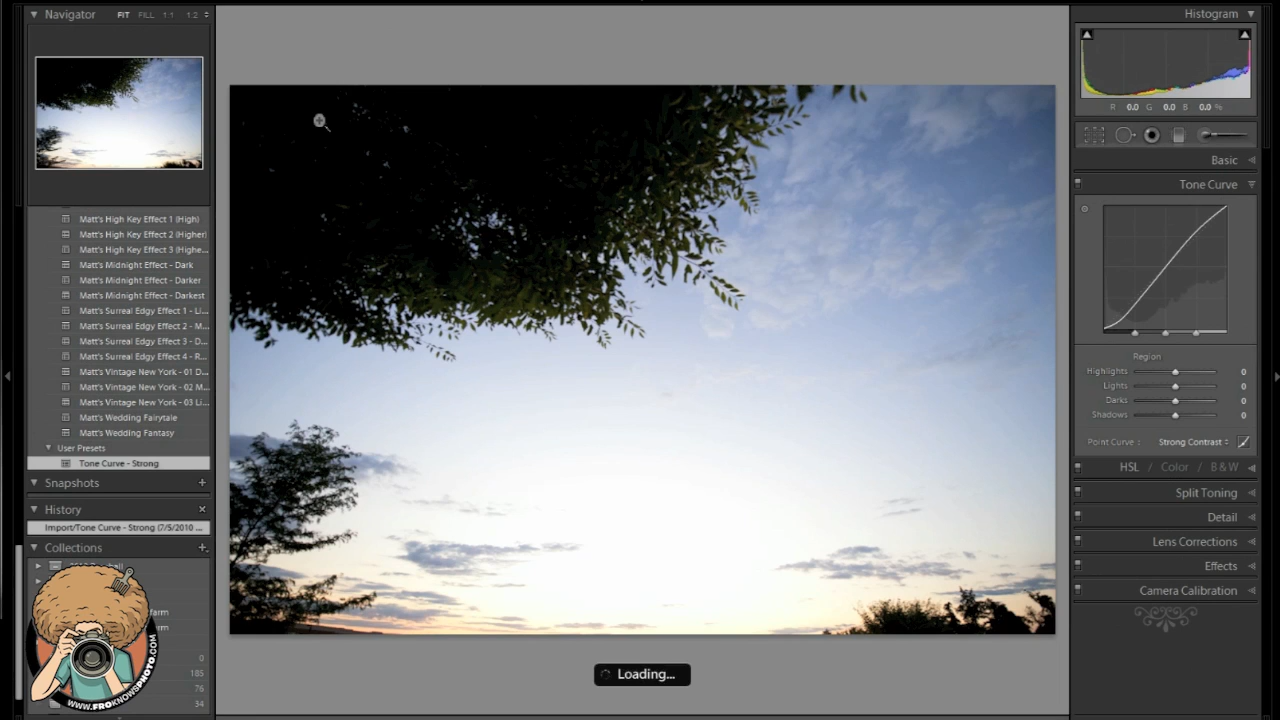 Navigator FIT FILL 1:1 1:2
Matt's High Key Effect 1 (High)
Matt's High Key Effect 2 (Higher)
Matt's High Key Effect 3 (Highe...
Matt's Midnight Effect - Dark
Matt's Midnight Effect - Darker
Matt's Midnight Effect - Darkest
Matt's Surreal Edgy Effect 1 - Li...
Matt's Surreal Edgy Effect 2 - M...
Matt's Surreal Edgy Effect 3 - D...
Matt's Surreal Edgy Effect 4 - R...
Matt's Vintage New York - 01 D...
Matt's Vintage New York - 02 M...
Matt's Vintage New York - 03 Li...
Matt's Wedding Fairytale
Matt's Wedding Fantasy
User Presets
Tone Curve - Strong
Snapshots +
History ×
Import/Tone Curve - Strong (7/5/2010 ...
Collections +
farm
rm
0
185
76
34
WWW.FROKNOWSPHOTO.COM
Loading...
Histogram
R 0.0 G 0.0 B 0.0 %
Basic
Tone Curve
Region
Highlights 0
Lights 0
Darks 0
Shadows 0
Point Curve : Strong Contrast
HSL / Color / B & W
Split Toning
Detail
Lens Corrections
Effects
Camera Calibration